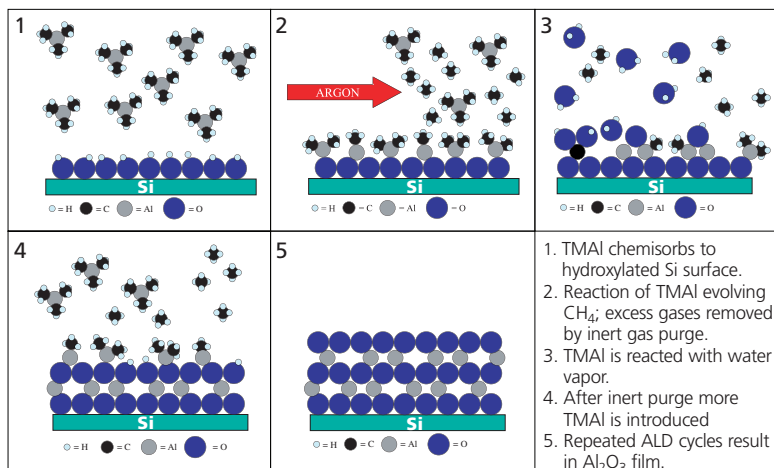 1
Si
= H = C = Al = O
2
ARGON
Si
= H = C = Al = O
3
Si
= H = C = Al = O
4
Si
= H = C = Al = O
5
Si
= H = C = Al = O
1. TMAl chemisorbs to
hydroxylated Si surface.
2. Reaction of TMAl evolving
CH₄; excess gases removed
by inert gas purge.
3. TMAl is reacted with water
vapor.
4. After inert purge more
TMAl is introduced
5. Repeated ALD cycles result
in Al₂O₃ film.